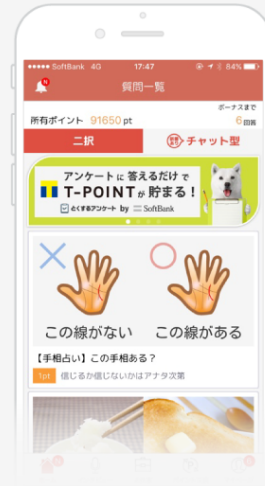 SoftBank 4G 17:47 84%
質問一覧
ボーナスまで
所有ポイント 91650 pt 6回答
二択 チャット型
アンケートに答えるだけで
T-POINTが貯まる!
とくするアンケート by SoftBank
この線がない この線がある
【手相占い】この手相ある?
1pt 信じるか信じないかはアナタ次第